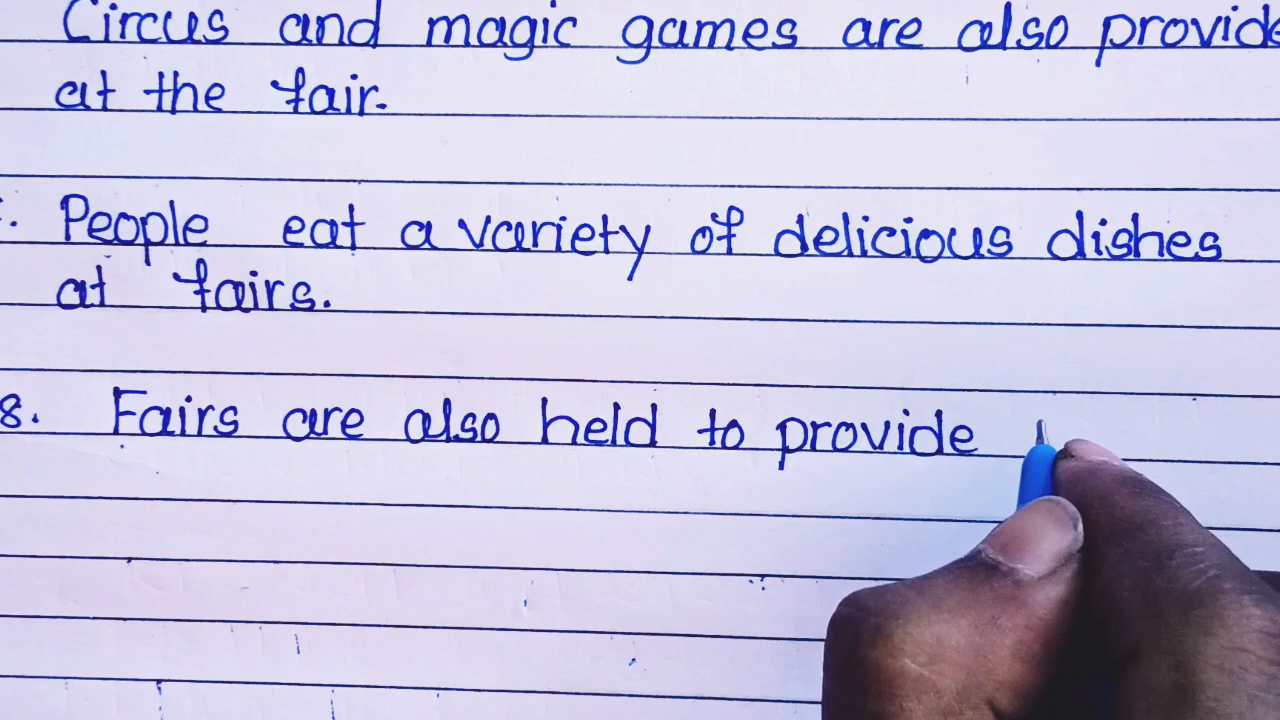 Circus and magic games are also provide
at the fair.
People eat a variety of delicious dishes
at fairs.
8. Fairs are also held to provide